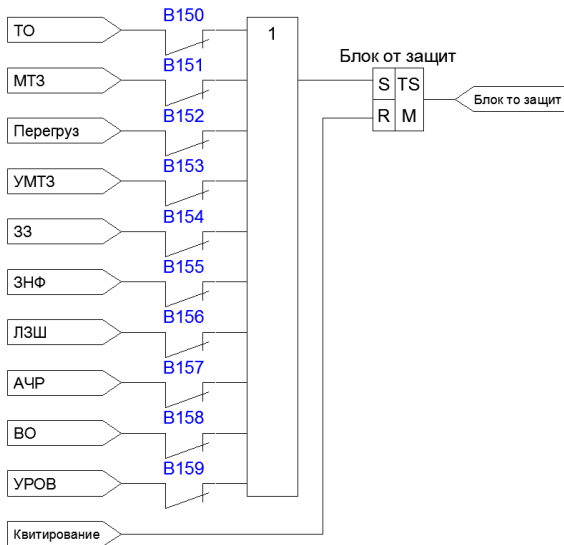 B150
ТО
1
B151
Блок от защит
МТЗ
S TS
Блок то защит
B152
R M
Перегруз
B153
УМТЗ
B154
ЗЗ
B155
ЗНФ
B156
ЛЗШ
B157
АЧР
B158
ВО
B159
УРОВ
Квитирование